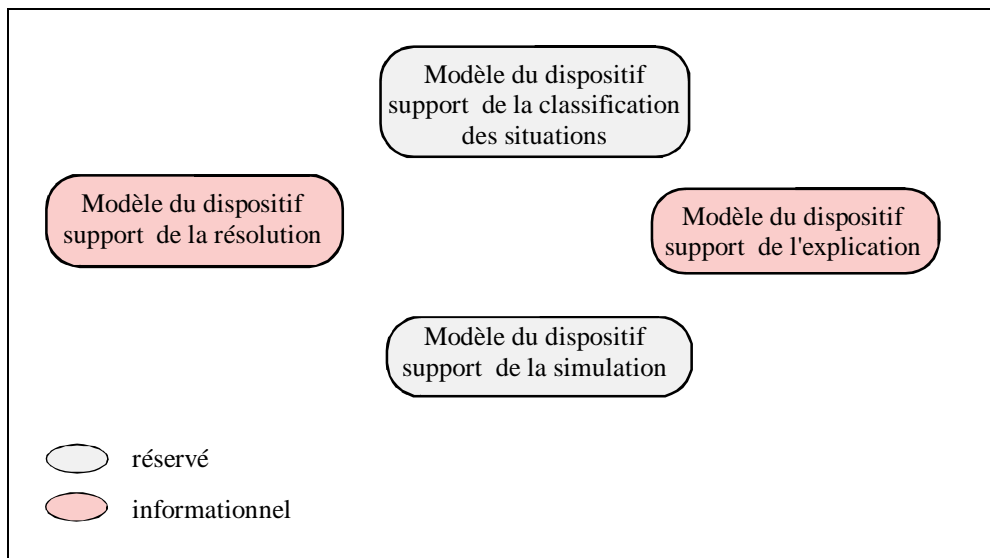 Modèle du dispositif
support de la classification
des situations
Modèle du dispositif
support de la résolution
Modèle du dispositif
support de l'explication
Modèle du dispositif
support de la simulation
réservé
informationnel